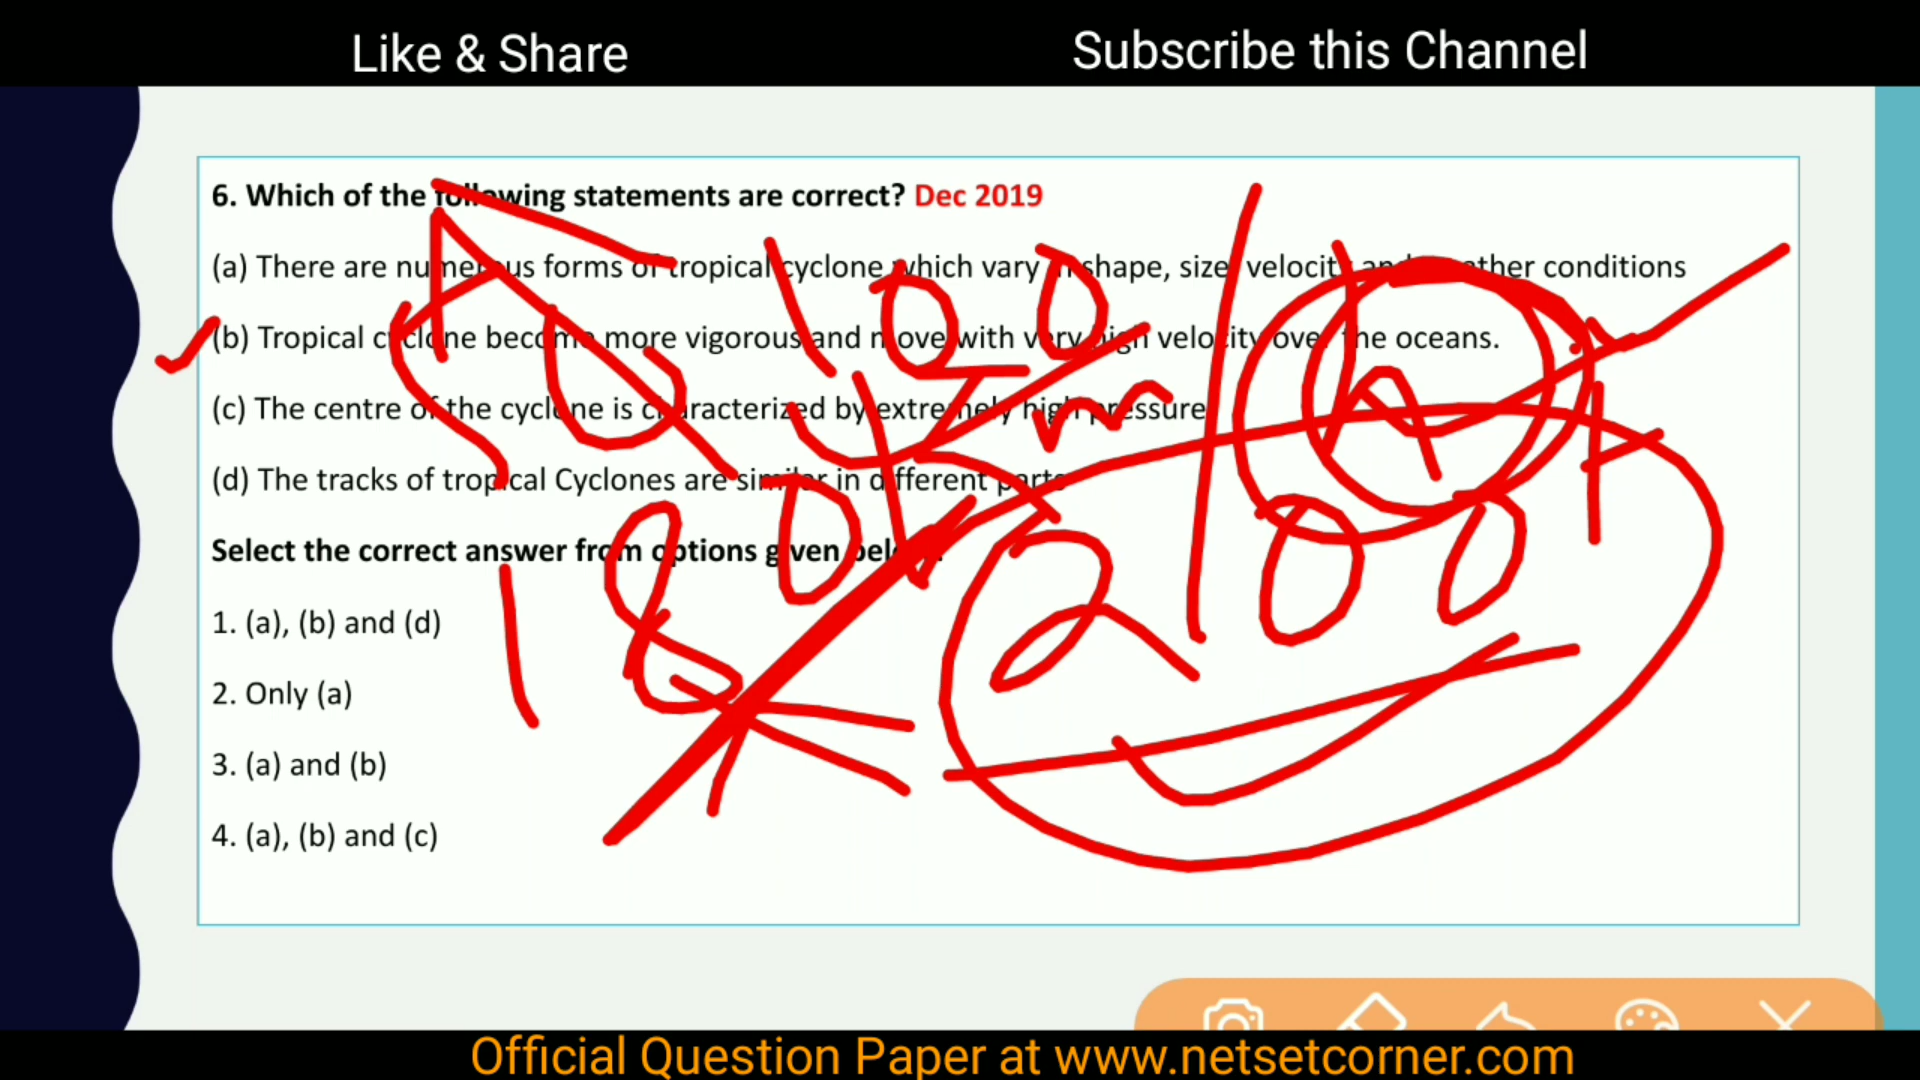 Like & Share
Subscribe this Channel
6. Which of the following statements are correct? Dec 2019
(a) There are numerous forms of tropical cyclone which vary in shape, size, velocity and weather conditions
(b) Tropical cyclone become more vigorous and move with very high velocity over the oceans.
(c) The centre of the cyclone is characterized by extremely high pressure
(d) The tracks of tropical Cyclones are similar in different parts
Select the correct answer from options given below:
1. (a), (b) and (d)
2. Only (a)
3. (a) and (b)
4. (a), (b) and (c)
100
180
200
Official Question Paper at www.netsetcorner.com